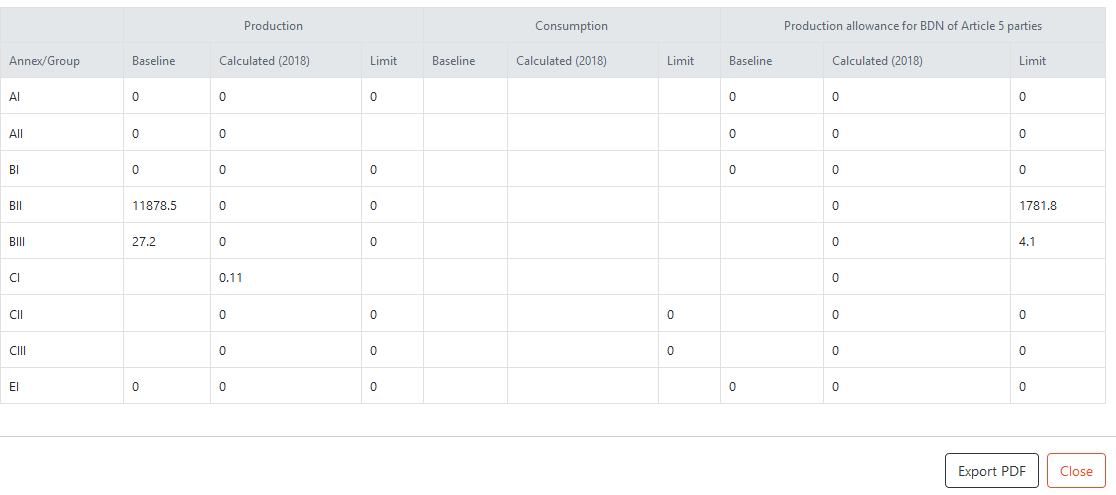 Production Consumption Production allowance for BDN of Article 5 parties
Annex/Group Baseline Calculated (2018) Limit Baseline Calculated (2018) Limit Baseline Calculated (2018) Limit
AI 0 0 0 0 0 0
AII 0 0 0 0 0
BI 0 0 0 0 0 0
BII 11878.5 0 0 0 1781.8
BIII 27.2 0 0 0 4.1
CI 0.11 0
CII 0 0 0 0 0
CIII 0 0 0 0 0
EI 0 0 0 0 0 0
Export PDF Close